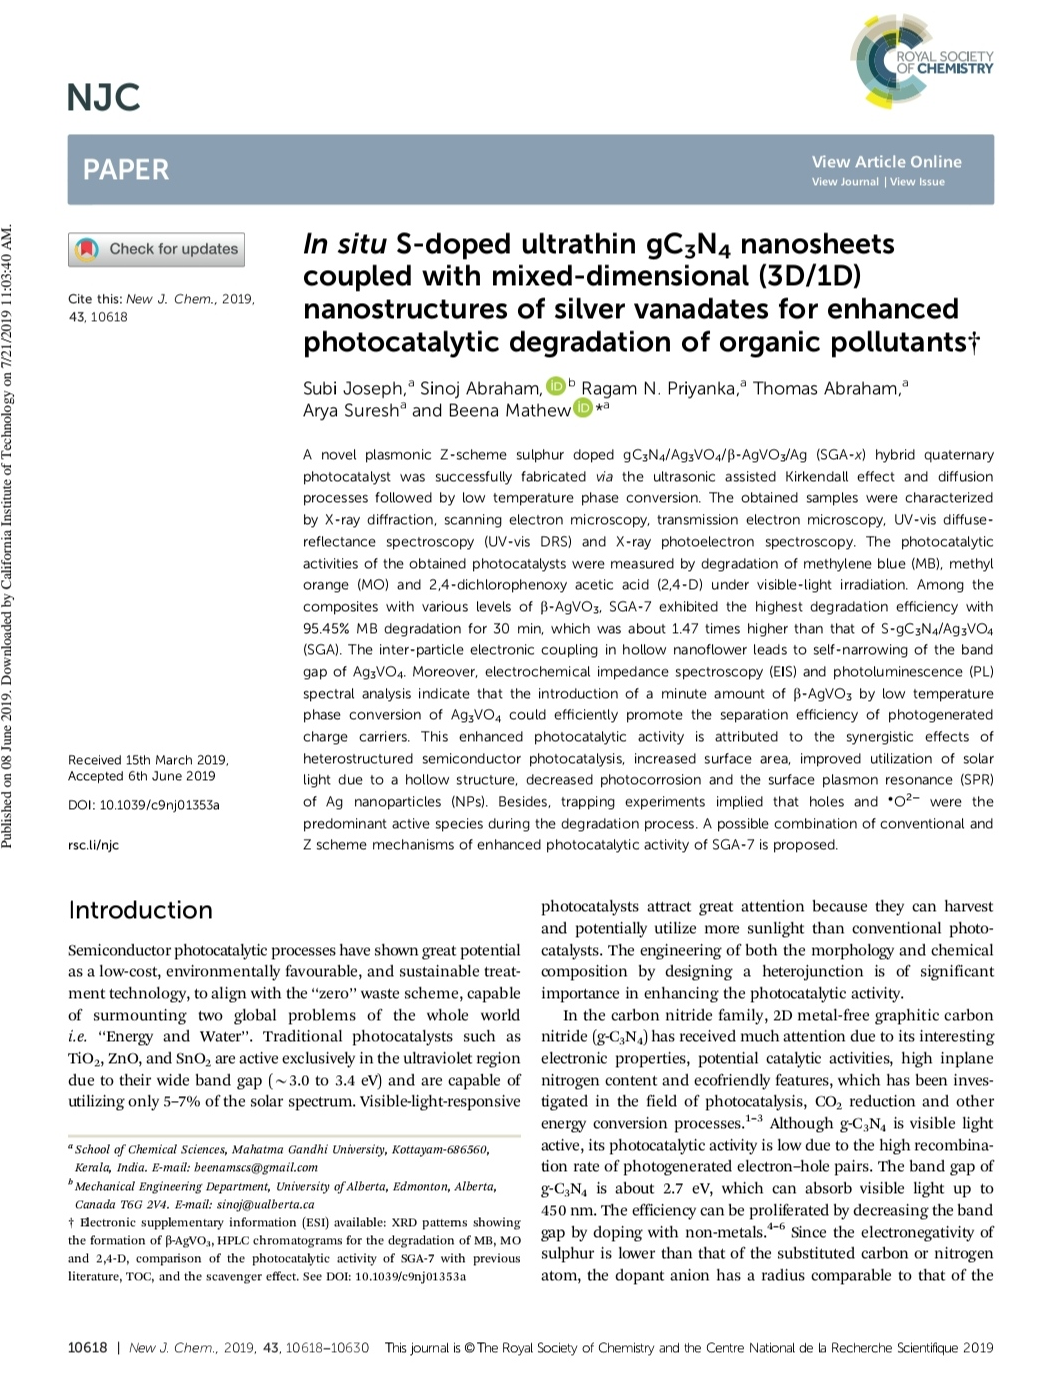 ROYAL SOCIETY
OF CHEMISTRY
NJC
PAPER
View Article Online
View Journal | View Issue
Check for updates
Cite this: New J. Chem., 2019,
43, 10618
In situ S-doped ultrathin gC₃N₄ nanosheets
coupled with mixed-dimensional (3D/1D)
nanostructures of silver vanadates for enhanced
photocatalytic degradation of organic pollutants†
Subi Joseph,ᵃ Sinoj Abraham, iD ᵇ Ragam N. Priyanka,ᵃ Thomas Abraham,ᵃ
Arya Sureshᵃ and Beena Mathew iD *ᵃ
A novel plasmonic Z-scheme sulphur doped gC₃N₄/Ag₃VO₄/β-AgVO₃/Ag (SGA-x) hybrid quaternary
photocatalyst was successfully fabricated via the ultrasonic assisted Kirkendall effect and diffusion
processes followed by low temperature phase conversion. The obtained samples were characterized
by X-ray diffraction, scanning electron microscopy, transmission electron microscopy, UV-vis diffuse-
reflectance spectroscopy (UV-vis DRS) and X-ray photoelectron spectroscopy. The photocatalytic
activities of the obtained photocatalysts were measured by degradation of methylene blue (MB), methyl
orange (MO) and 2,4-dichlorophenoxy acetic acid (2,4-D) under visible-light irradiation. Among the
composites with various levels of β-AgVO₃, SGA-7 exhibited the highest degradation efficiency with
95.45% MB degradation for 30 min, which was about 1.47 times higher than that of S-gC₃N₄/Ag₃VO₄
(SGA). The inter-particle electronic coupling in hollow nanoflower leads to self-narrowing of the band
gap of Ag₃VO₄. Moreover, electrochemical impedance spectroscopy (EIS) and photoluminescence (PL)
spectral analysis indicate that the introduction of a minute amount of β-AgVO₃ by low temperature
phase conversion of Ag₃VO₄ could efficiently promote the separation efficiency of photogenerated
charge carriers. This enhanced photocatalytic activity is attributed to the synergistic effects of
heterostructured semiconductor photocatalysis, increased surface area, improved utilization of solar
light due to a hollow structure, decreased photocorrosion and the surface plasmon resonance (SPR)
of Ag nanoparticles (NPs). Besides, trapping experiments implied that holes and •O²⁻ were the
predominant active species during the degradation process. A possible combination of conventional and
Z scheme mechanisms of enhanced photocatalytic activity of SGA-7 is proposed.
Received 15th March 2019,
Accepted 6th June 2019
DOI: 10.1039/c9nj01353a
rsc.li/njc
Published on 08 June 2019. Downloaded by California Institute of Technology on 7/21/2019 11:03:40 AM.
Introduction
Semiconductor photocatalytic processes have shown great potential
as a low-cost, environmentally favourable, and sustainable treat-
ment technology, to align with the “zero” waste scheme, capable
of surmounting two global problems of the whole world
i.e. “Energy and Water”. Traditional photocatalysts such as
TiO₂, ZnO, and SnO₂ are active exclusively in the ultraviolet region
due to their wide band gap (∼3.0 to 3.4 eV) and are capable of
utilizing only 5–7% of the solar spectrum. Visible-light-responsive
photocatalysts attract great attention because they can harvest
and potentially utilize more sunlight than conventional photo-
catalysts. The engineering of both the morphology and chemical
composition by designing a heterojunction is of significant
importance in enhancing the photocatalytic activity.
In the carbon nitride family, 2D metal-free graphitic carbon
nitride (g-C₃N₄) has received much attention due to its interesting
electronic properties, potential catalytic activities, high inplane
nitrogen content and ecofriendly features, which has been inves-
tigated in the field of photocatalysis, CO₂ reduction and other
energy conversion processes.¹⁻³ Although g-C₃N₄ is visible light
active, its photocatalytic activity is low due to the high recombina-
tion rate of photogenerated electron–hole pairs. The band gap of
g-C₃N₄ is about 2.7 eV, which can absorb visible light up to
450 nm. The efficiency can be proliferated by decreasing the band
gap by doping with non-metals.⁴⁻⁶ Since the electronegativity of
sulphur is lower than that of the substituted carbon or nitrogen
atom, the dopant anion has a radius comparable to that of the
ᵃ School of Chemical Sciences, Mahatma Gandhi University, Kottayam-686560,
Kerala, India. E-mail: beenamscs@gmail.com
ᵇ Mechanical Engineering Department, University of Alberta, Edmonton, Alberta,
Canada T6G 2V4. E-mail: sinoj@ualberta.ca
† Electronic supplementary information (ESI) available: XRD patterns showing
the formation of β-AgVO₃, HPLC chromatograms for the degradation of MB, MO
and 2,4-D, comparison of the photocatalytic activity of SGA-7 with previous
literature, TOC, and the scavenger effect. See DOI: 10.1039/c9nj01353a
10618 | New J. Chem., 2019, 43, 10618–10630 This journal is © The Royal Society of Chemistry and the Centre National de la Recherche Scientifique 2019